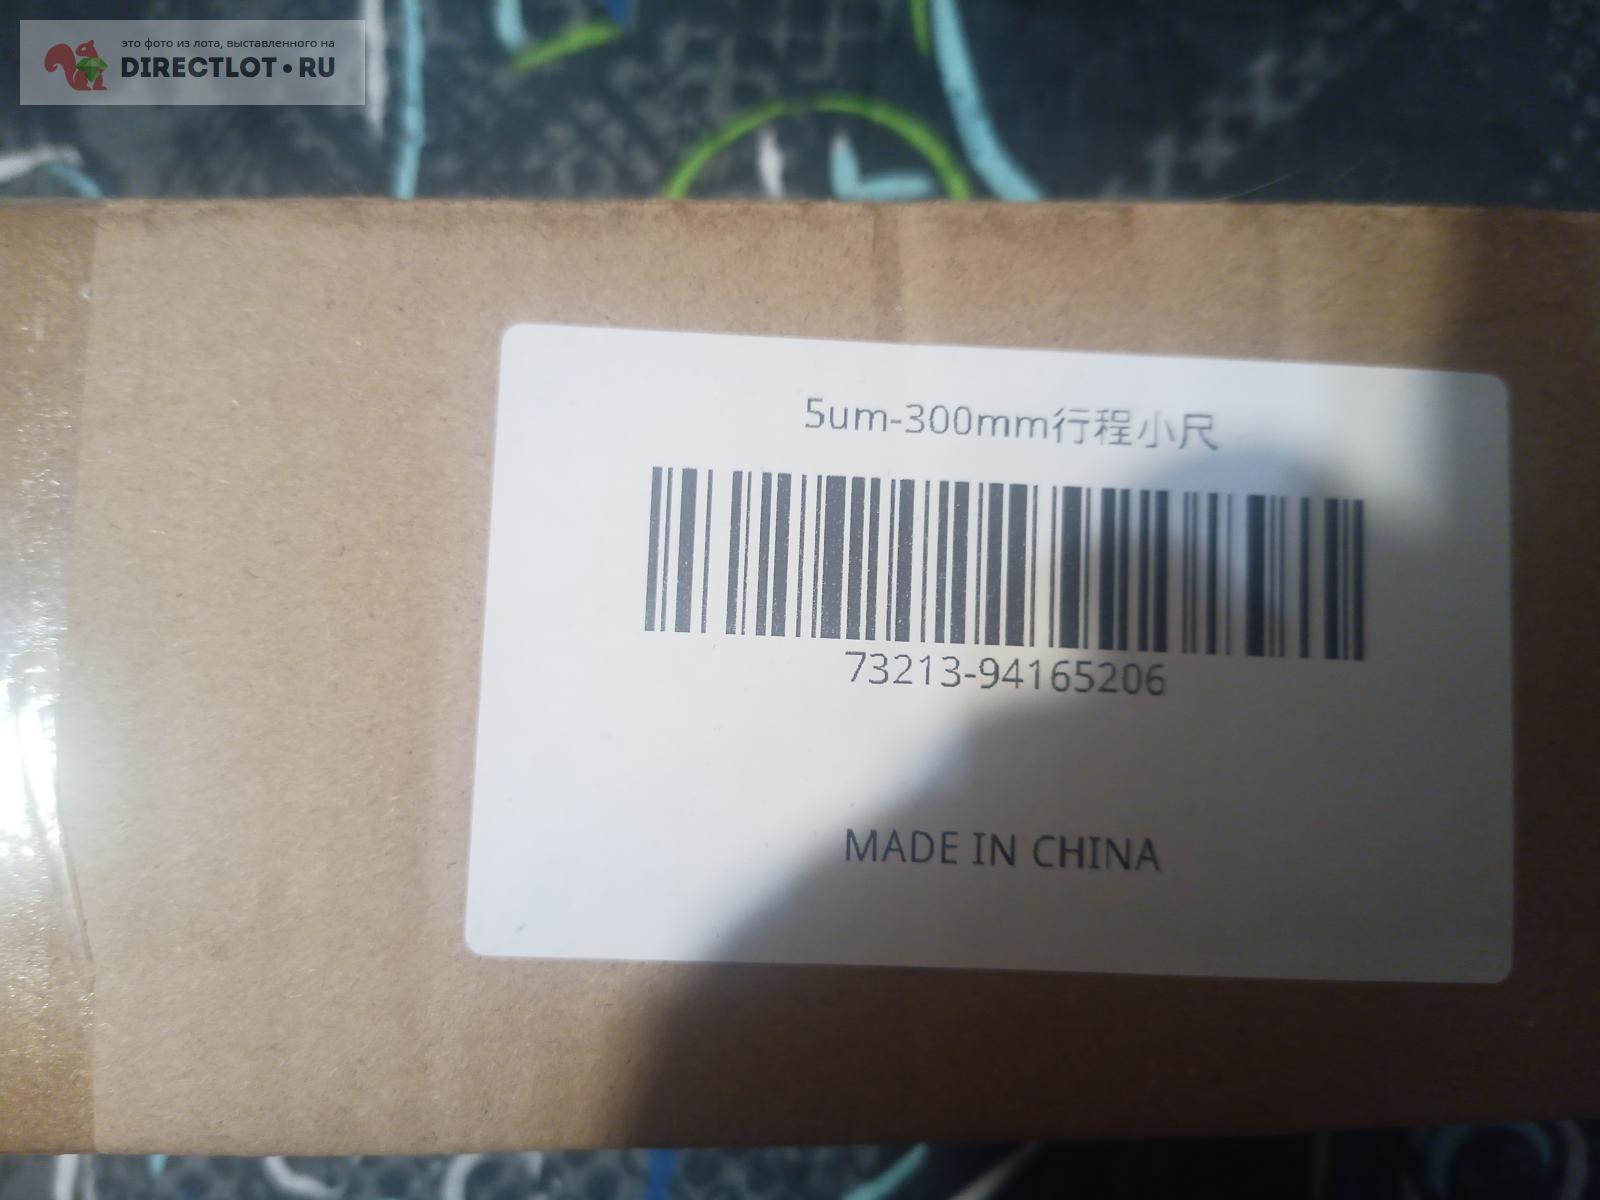 это фото из лота, выставленного на
DIRECTLOT•RU
5um-300mm行程小尺
73213-94165206
MADE IN CHINA